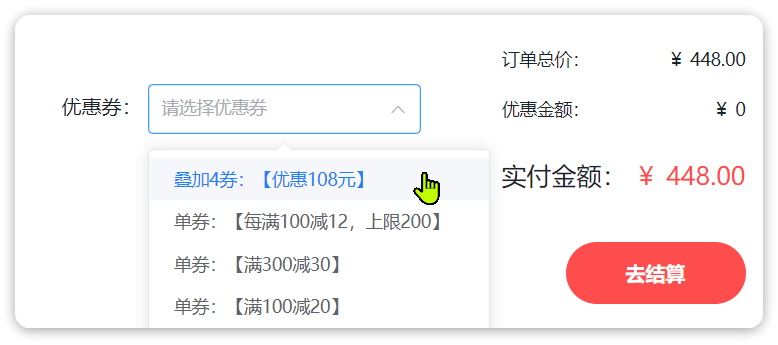 优惠券：
请选择优惠券
叠加4券：【优惠108元】
单券：【每满100减12，上限200】
单券：【满300减30】
单券：【满100减20】
订单总价： ¥ 448.00
优惠金额： ¥ 0
实付金额： ¥ 448.00
去结算